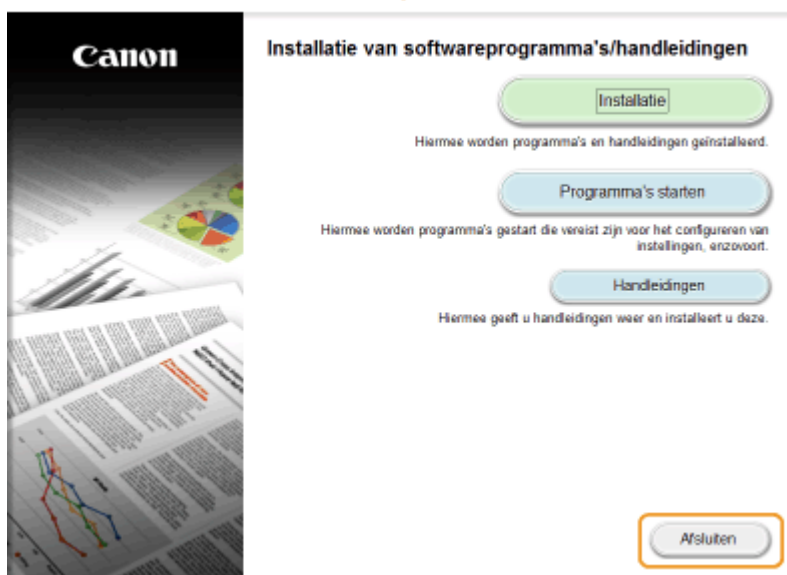 Canon
Installatie van softwareprogramma's/handleidingen
Installatie
Hiermee worden programma's en handleidingen geïnstalleerd.
Programma's starten
Hiermee worden programma's gestart die vereist zijn voor het configureren van
instellingen, enzovoort.
Handleidingen
Hiermee geeft u handleidingen weer en installeert u deze.
Afsluiten